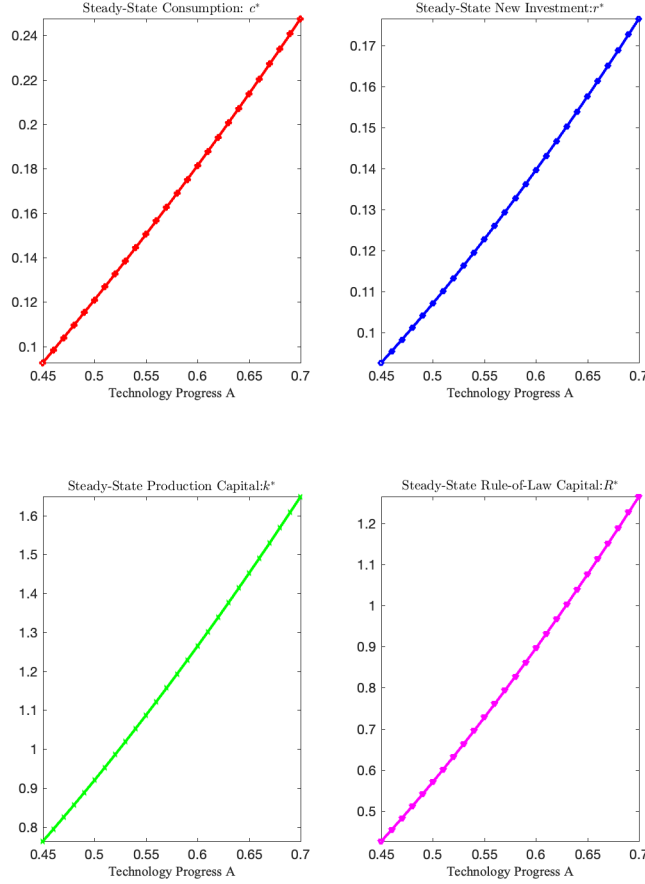 Steady-State Consumption: c*
0.24
0.22
0.2
0.18
0.16
0.14
0.12
0.1
0.45 0.5 0.55 0.6 0.65 0.7
Technology Progress A
Steady-State New Investment:r*
0.17
0.16
0.15
0.14
0.13
0.12
0.11
0.1
0.45 0.5 0.55 0.6 0.65 0.7
Technology Progress A
Steady-State Production Capital:k*
1.6
1.5
1.4
1.3
1.2
1.1
1
0.9
0.8
0.45 0.5 0.55 0.6 0.65 0.7
Technology Progress A
Steady-State Rule-of-Law Capital:R*
1.2
1.1
1
0.9
0.8
0.7
0.6
0.5
0.45 0.5 0.55 0.6 0.65 0.7
Technology Progress A